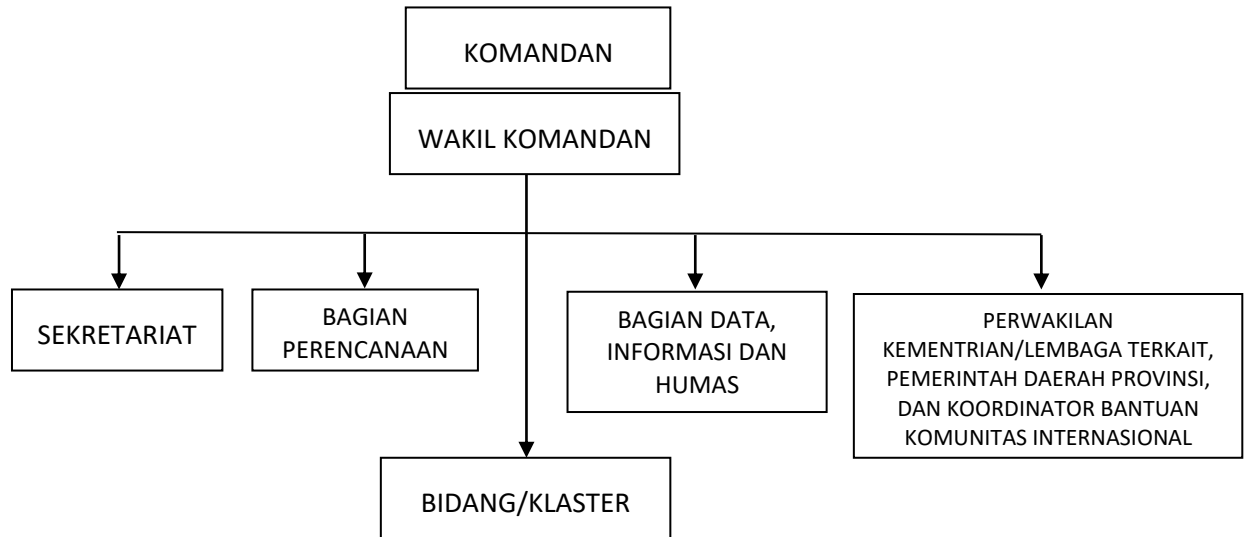 KOMANDAN
WAKIL KOMANDAN
SEKRETARIAT
BAGIAN
PERENCANAAN
BAGIAN DATA,
INFORMASI DAN
HUMAS
PERWAKILAN
KEMENTRIAN/LEMBAGA TERKAIT,
PEMERINTAH DAERAH PROVINSI,
DAN KOORDINATOR BANTUAN
KOMUNITAS INTERNASIONAL
BIDANG/KLASTER